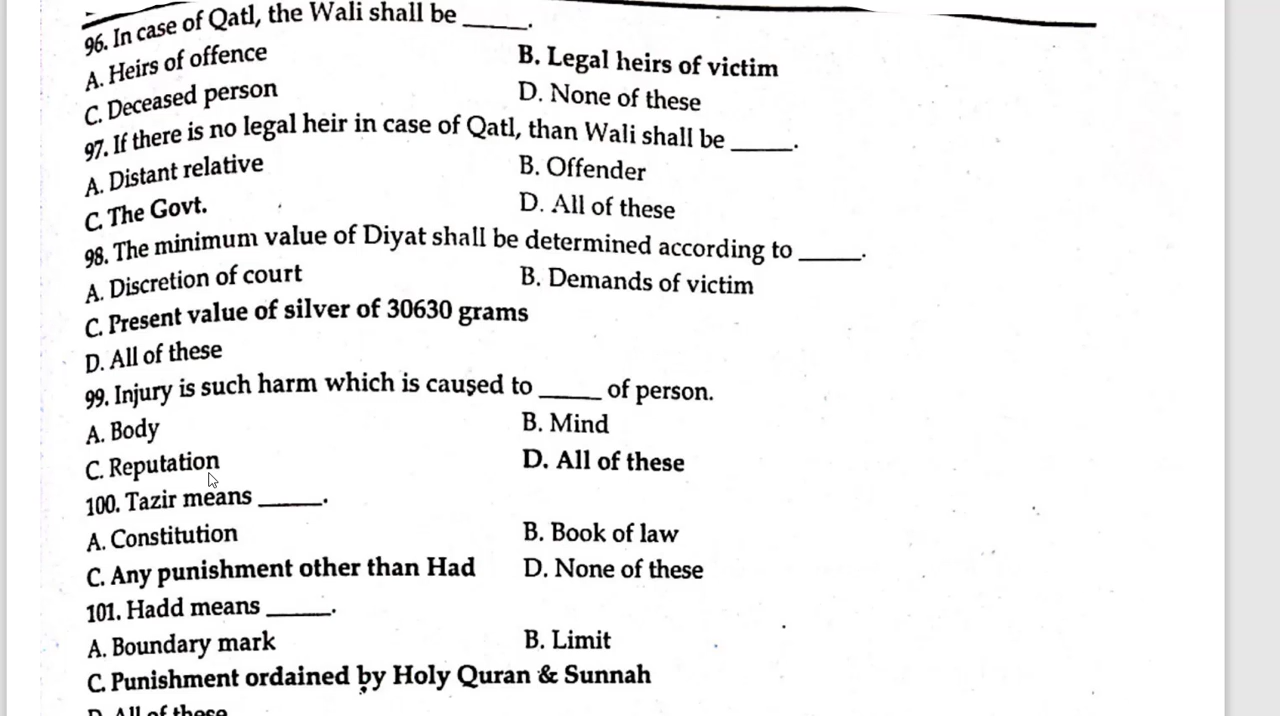 96. In case of Qatl, the Wali shall be _____.
A. Heirs of offence B. Legal heirs of victim
C. Deceased person D. None of these
97. If there is no legal heir in case of Qatl, than Wali shall be _____.
A. Distant relative B. Offender
C. The Govt. D. All of these
98. The minimum value of Diyat shall be determined according to _____.
A. Discretion of court B. Demands of victim
C. Present value of silver of 30630 grams
D. All of these
99. Injury is such harm which is caused to _____ of person.
A. Body B. Mind
C. Reputation D. All of these
100. Tazir means _____.
A. Constitution B. Book of law
C. Any punishment other than Had D. None of these
101. Hadd means _____.
A. Boundary mark B. Limit
C. Punishment ordained by Holy Quran & Sunnah
D. All of these